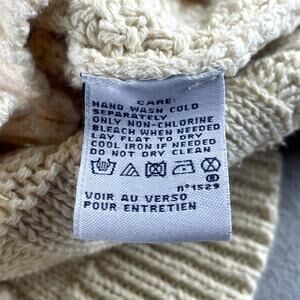 CARE:
HAND WASH COLD
SEPARATELY
ONLY NON-CHLORINE
BLEACH WHEN NEEDED
LAY FLAT TO DRY
COOL IRON IF NEEDED
DO NOT DRY CLEAN
n°1529
VOIR AU VERSO
POUR ENTRETIEN